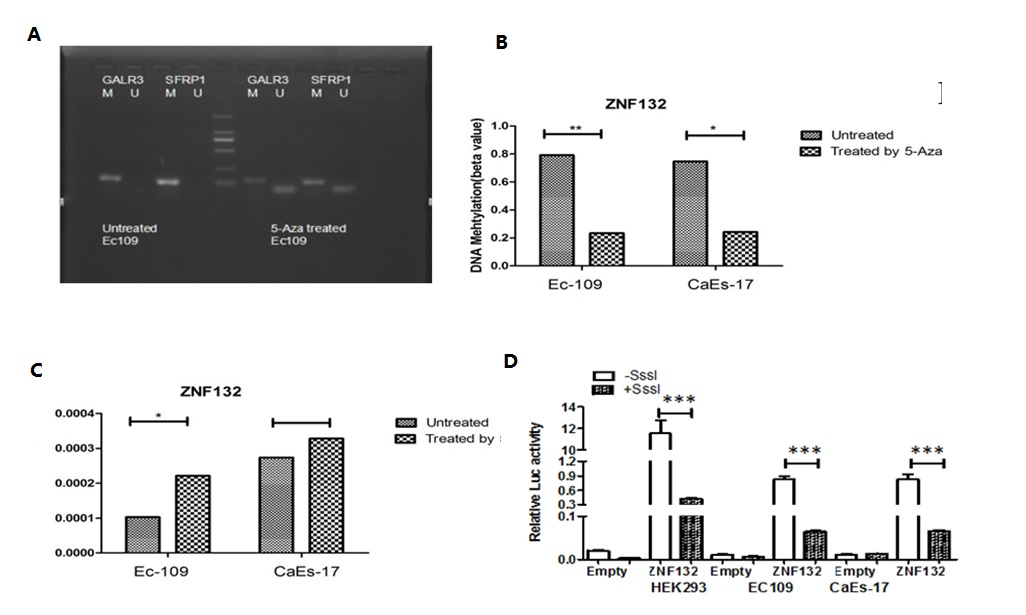 A
GALR3 SFRP1 GALR3 SFRP1
M U M U M U M U
Untreated
Ec109
5-Aza treated
Ec109
B
ZNF132
DNA Mehtylation(beta value)
1.0
0.8
0.6
0.4
0.2
0.0
** *
Untreated
Treated by 5-Aza
Ec-109 CaEs-17
C
ZNF132
0.0004
0.0003
0.0002
0.0001
0.0000
*
Untreated
Treated by
Ec-109 CaEs-17
D
-SssI
+SssI
Relative Luc activity
14
12
10
1.2
0.9
0.6
0.3
0.1
0.0
*** *** ***
Empty ZNF132 Empty ZNF132 Empty ZNF132
HEK293 EC109 CaEs-17